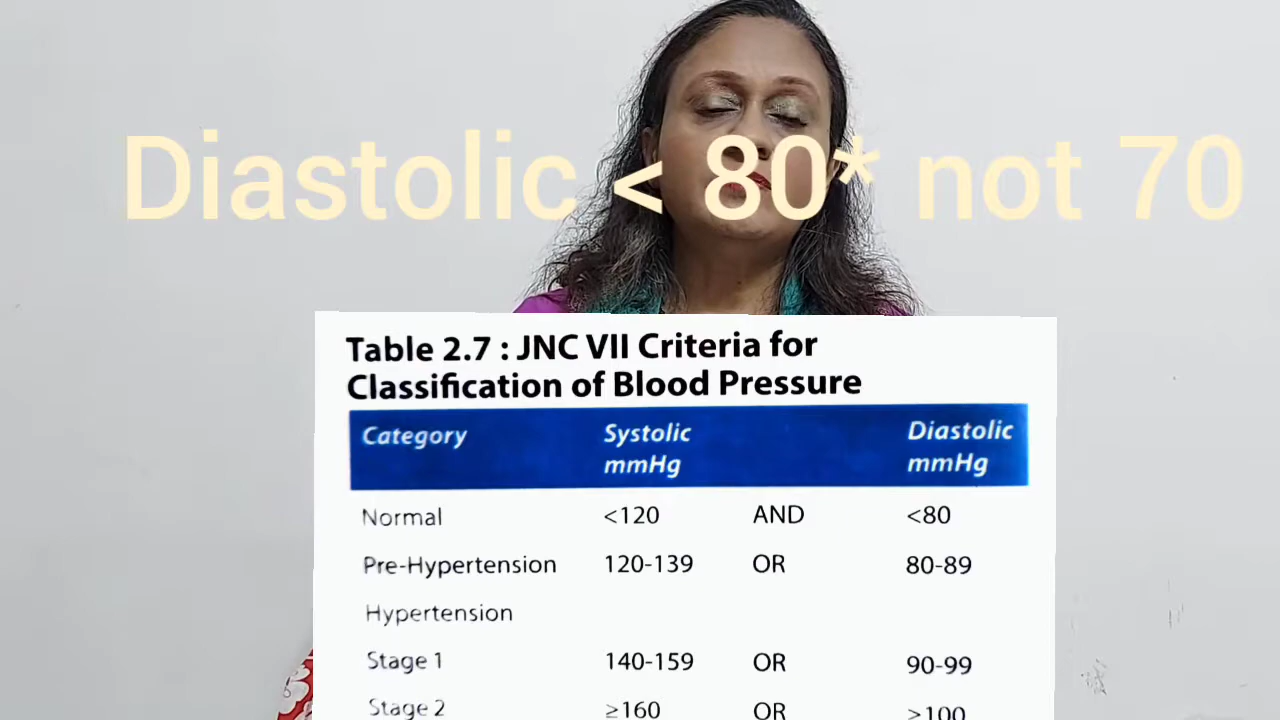 Diastolic < 80* not 70
Table 2.7 : JNC VII Criteria for
Classification of Blood Pressure
Category Systolic mmHg Diastolic mmHg
Normal <120 AND <80
Pre-Hypertension 120-139 OR 80-89
Hypertension
Stage 1 140-159 OR 90-99
Stage 2 ≥160 OR ≥100